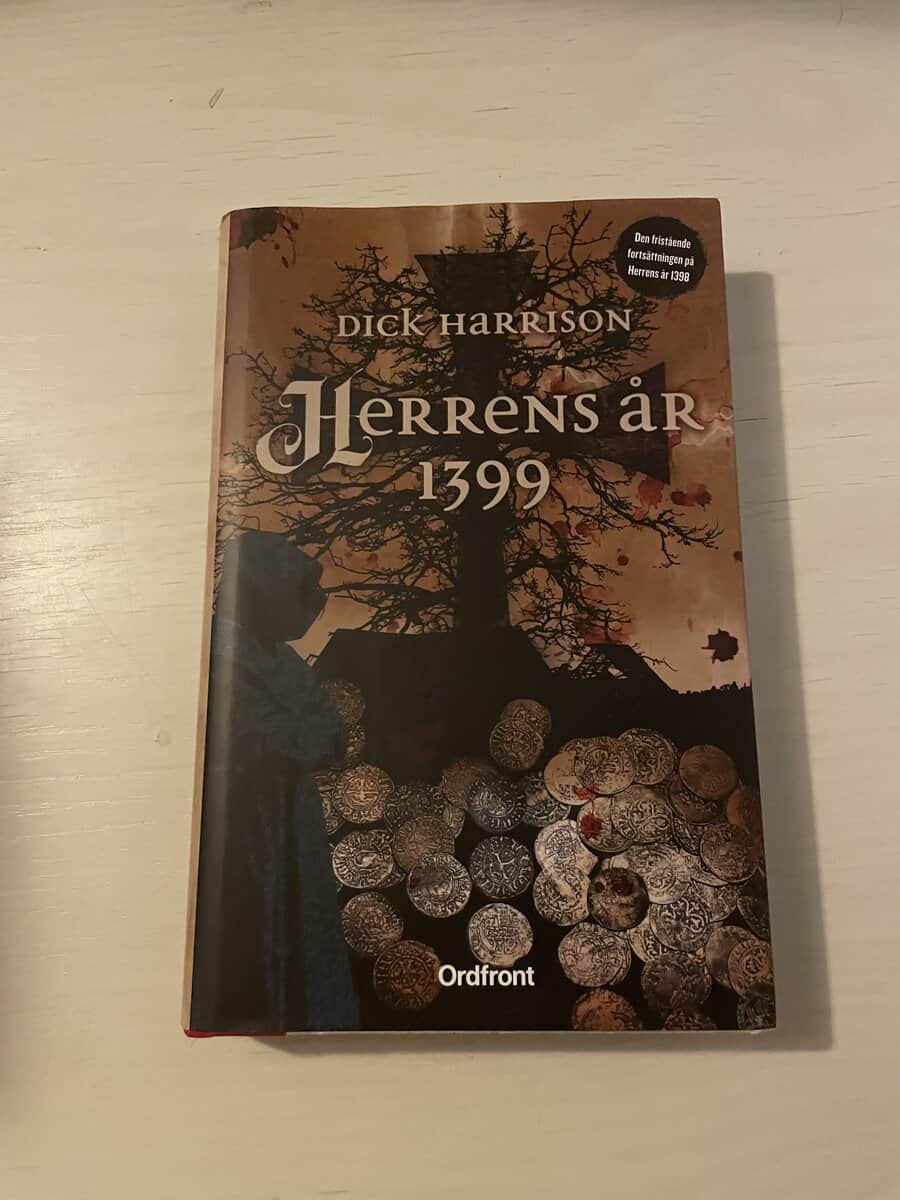 Den fristående
fortsättningen på
Herrens år 1398
DICK HARRISON
HERRENS ÅR
1399
Ordfront